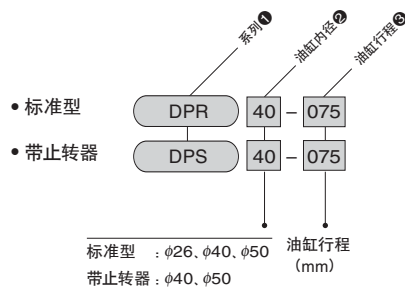 系列❶
油缸内径❷
油缸行程❸
• 标准型 DPR 40 – 075
• 带止转器 DPS 40 – 075
标准型 : ϕ26、ϕ40、ϕ50
带止转器 : ϕ40、ϕ50
油缸行程
(mm)